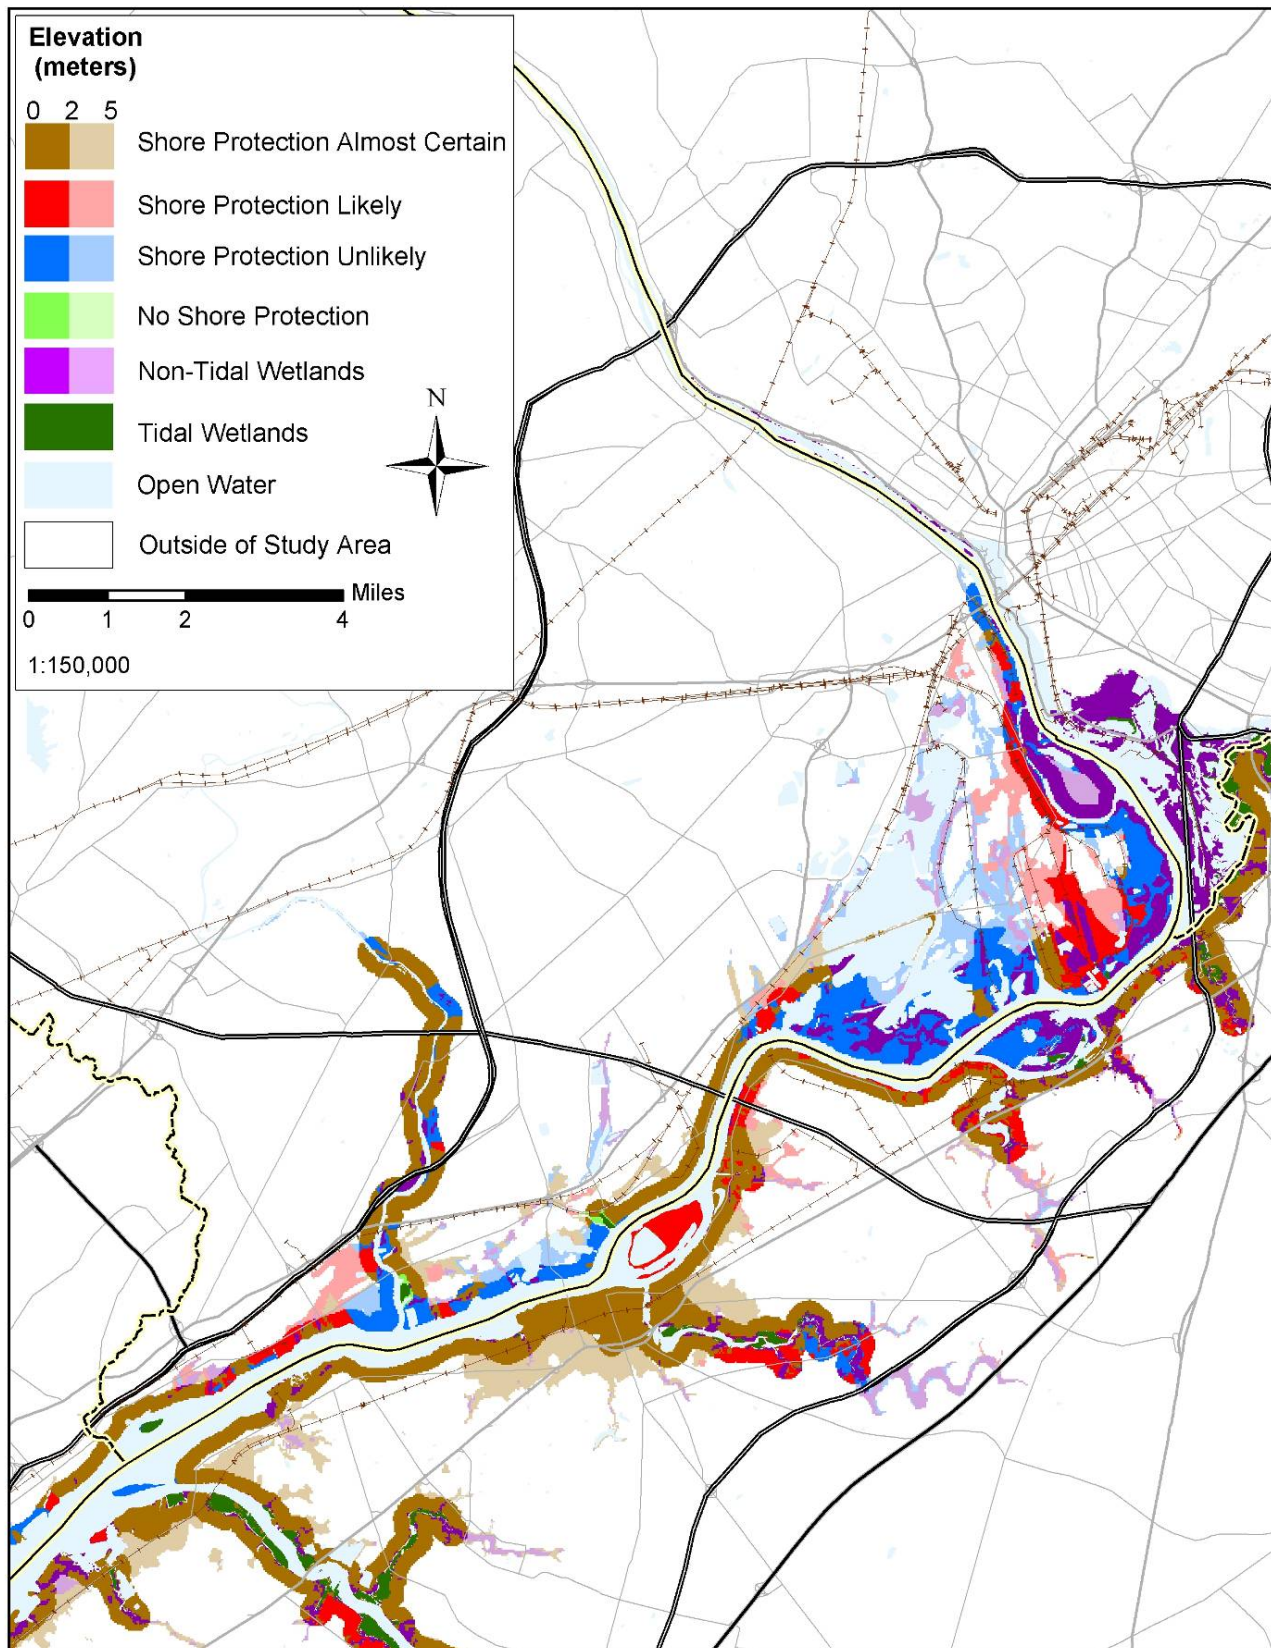 Elevation
(meters)
0 2 5
Shore Protection Almost Certain
Shore Protection Likely
Shore Protection Unlikely
No Shore Protection
Non-Tidal Wetlands
Tidal Wetlands
Open Water
Outside of Study Area
N
Miles
0 1 2 4
1:150,000